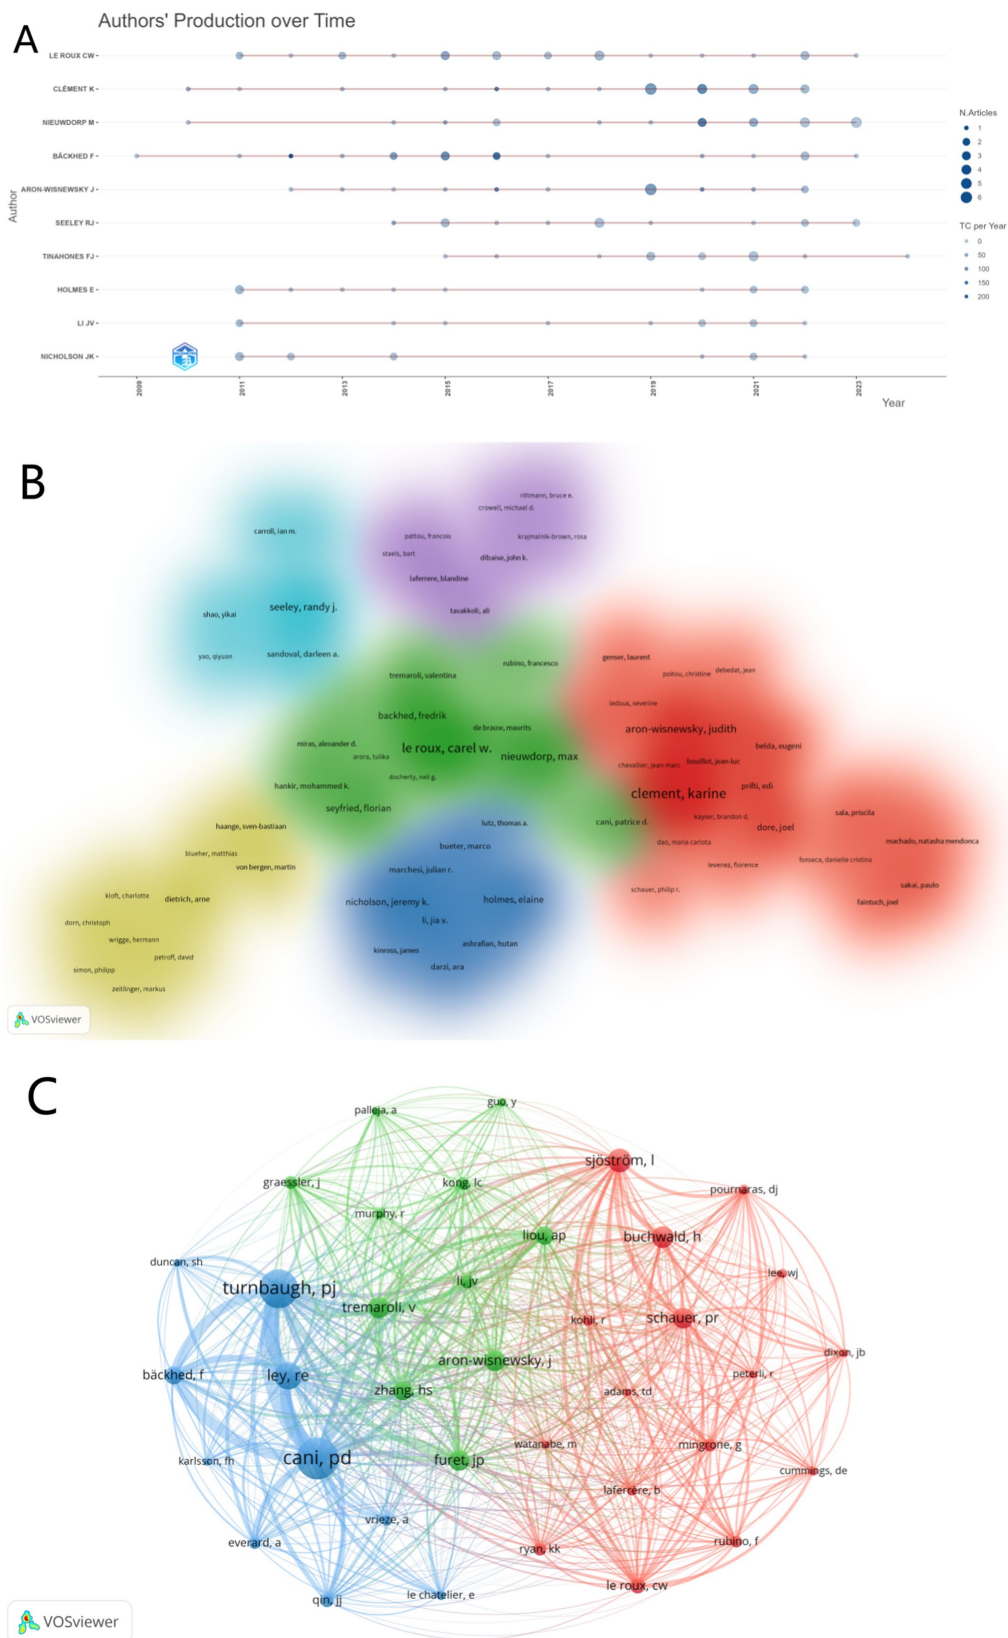 A
Authors' Production over Time
LE ROUX CW
CLÉMENT K
NIEUWDORP M
BÄCKHED F
ARON-WISNEWSKY J
SEELEY RJ
TINAHONES FJ
HOLMES E
LI JV
NICHOLSON JK
Author
2009
2011
2013
2015
2017
2019
2021
2023
Year
N.Articles
1
2
3
4
5
6
TC per Year
0
50
100
150
200
B
rittmann, bruce e.
crowell, michael d.
carroll, ian m.
pattou, francois
krajmalnik-brown, rosa
staels, bart
dibaise, john k.
laferrere, blandine
seeley, randy j.
shao, yikai
tavakkoli, ali
yao, qiyuan
sandoval, darleen a.
genser, laurent
rubino, francesco
tremaroli, valentina
poitou, christine
debedat, jean
ledoux, severine
backhed, fredrik
de brauw, maurits
aron-wisnewsky, judith
miras, alexander d.
le roux, carel w.
belda, eugeni
arora, tulika
nieuwdorp, max
chevallier, jean-marc
bouillot, jean-luc
docherty, neil g.
hankir, mohammed k.
prifti, edi
clement, karine
seyfried, florian
sala, priscila
haange, sven-bastiaan
lutz, thomas a.
cani, patrice d.
kayser, brandon d.
dore, joel
bueter, marco
dao, maria carlota
machado, natasha mendonca
blueher, matthias
von bergen, martin
marchesi, julian r.
levenez, florence
fonseca, danielle cristina
kloft, charlotte
dietrich, arne
nicholson, jeremy k.
holmes, elaine
schauer, philip r.
sakai, paulo
faintuch, joel
dorn, christoph
li, jia v.
wrigge, hermann
kinross, james
ashrafian, hutan
petroff, david
simon, philipp
darzi, ara
zeitlinger, markus
VOSviewer
C
guo, y
palleja, a
sjöström, l
graessler, j
kong, lc
pournaras, dj
murphy, r
liou, ap
buchwald, h
duncan, sh
lee, wj
turnbaugh, pj
li, jv
tremaroli, v
kohli, r
schauer, pr
dixon, jb
aron-wisnewsky, j
bäckhed, f
ley, re
peterli, r
zhang, hs
adams, td
watanabe, m
mingrone, g
cani, pd
furet, jp
karlsson, fh
cummings, de
laferrère, b
vrieze, a
everard, a
ryan, kk
rubino, f
le roux, cw
qin, jj
le chatelier, e
VOSviewer